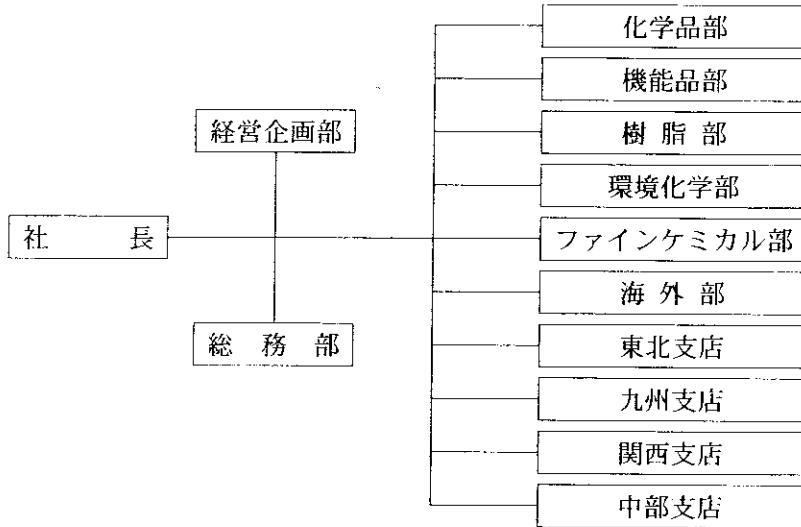 化学品部
機能品部
経営企画部
樹脂部
環境化学部
社長
ファインケミカル部
海外部
総務部
東北支店
九州支店
関西支店
中部支店